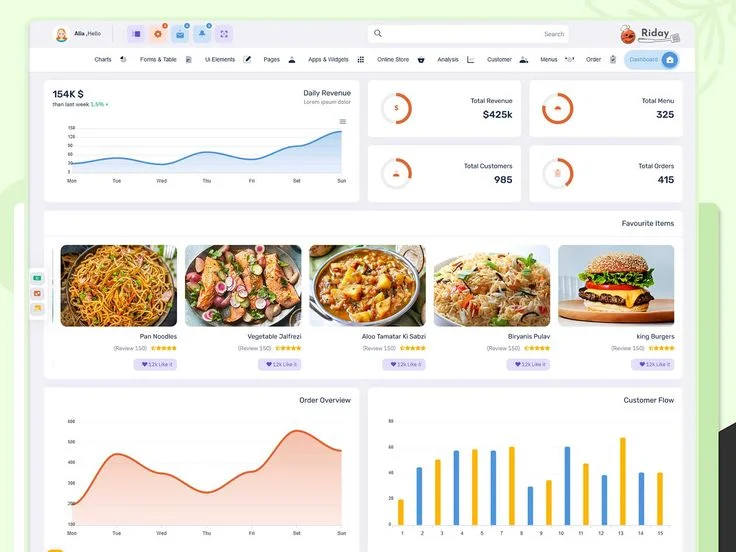 Alia ,Hello
3
4
4
Search
Riday
Charts
Forms & Table
Ui Elements
Pages
Apps & Widgets
Online Store
Analysis
Customer
Menus
Order
Dashboard
154K $
than last week 1.5%
Daily Revenue
Lorem ipsum dolor
150
120
90
60
30
0
Mon Tue Wed Thu Fri Sat Sun
Total Revenue
$425k
Total Menu
325
Total Customers
985
Total Orders
415
Favourite Items
Pan Noodles
(Review 150)
12k Like it
Vegetable Jalfrezi
(Review 150)
12k Like it
Aloo Tamatar Ki Sabzi
(Review 150)
12k Like it
Biryanis Pulav
(Review 150)
12k Like it
king Burgers
(Review 150)
12k Like it
Order Overview
600
500
400
300
200
100
Mon Tue Wed Thu Fri Sat Sun
Customer Flow
80
60
40
20
0
1 2 3 4 5 6 7 8 9 10 11 12 13 14 15